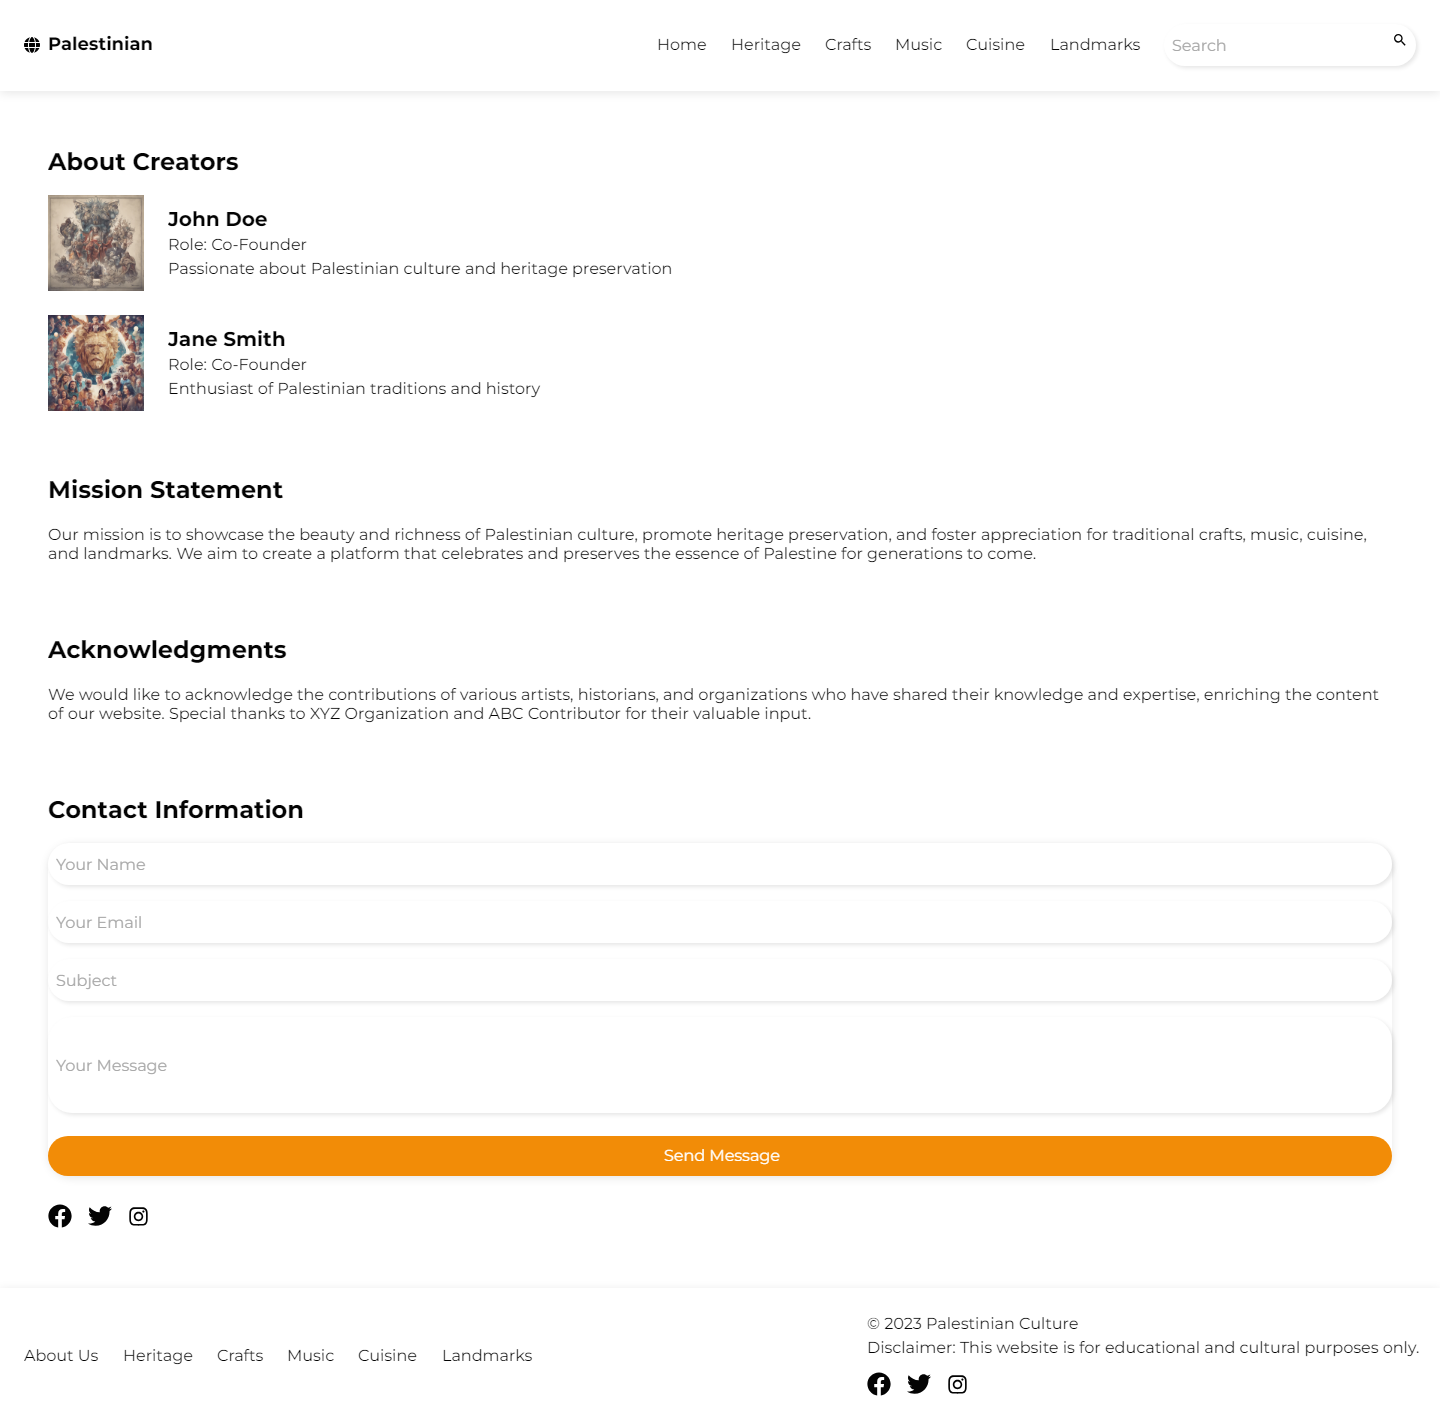 Palestinian
Home Heritage Crafts Music Cuisine Landmarks Search
About Creators
John Doe
Role: Co-Founder
Passionate about Palestinian culture and heritage preservation
Jane Smith
Role: Co-Founder
Enthusiast of Palestinian traditions and history
Mission Statement
Our mission is to showcase the beauty and richness of Palestinian culture, promote heritage preservation, and foster appreciation for traditional crafts, music, cuisine,
and landmarks. We aim to create a platform that celebrates and preserves the essence of Palestine for generations to come.
Acknowledgments
We would like to acknowledge the contributions of various artists, historians, and organizations who have shared their knowledge and expertise, enriching the content
of our website. Special thanks to XYZ Organization and ABC Contributor for their valuable input.
Contact Information
Your Name
Your Email
Subject
Your Message
Send Message
About Us Heritage Crafts Music Cuisine Landmarks
© 2023 Palestinian Culture
Disclaimer: This website is for educational and cultural purposes only.